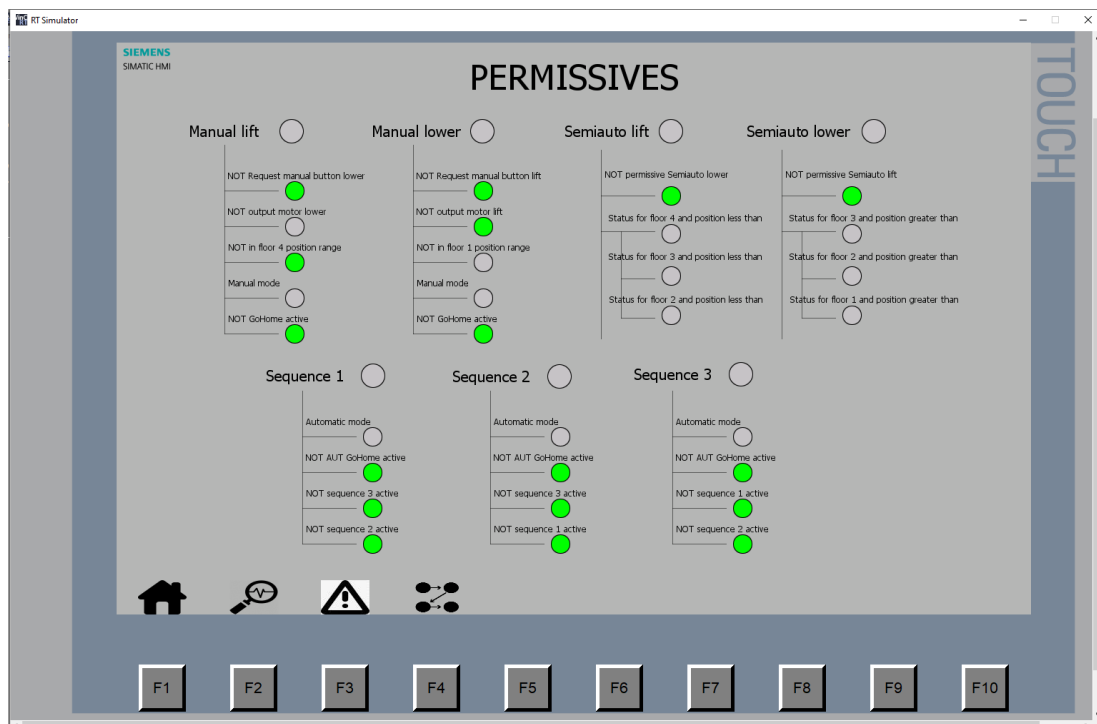 RT Simulator
SIEMENS
SIMATIC HMI
TOUCH
PERMISSIVES
Manual lift
Manual lower
Semiauto lift
Semiauto lower
NOT Request manual button lower
NOT output motor lower
NOT in floor 4 position range
Manual mode
NOT GoHome active
NOT Request manual button lift
NOT output motor lift
NOT in floor 1 position range
Manual mode
NOT GoHome active
NOT permissive Semiauto lower
Status for floor 4 and position less than
Status for floor 3 and position less than
Status for floor 2 and position less than
NOT permissive Semiauto lift
Status for floor 3 and position greater than
Status for floor 2 and position greater than
Status for floor 1 and position greater than
Sequence 1
Sequence 2
Sequence 3
Automatic mode
NOT AUT GoHome active
NOT sequence 3 active
NOT sequence 2 active
Automatic mode
NOT AUT GoHome active
NOT sequence 3 active
NOT sequence 1 active
Automatic mode
NOT AUT GoHome active
NOT sequence 1 active
NOT sequence 2 active
F1
F2
F3
F4
F5
F6
F7
F8
F9
F10